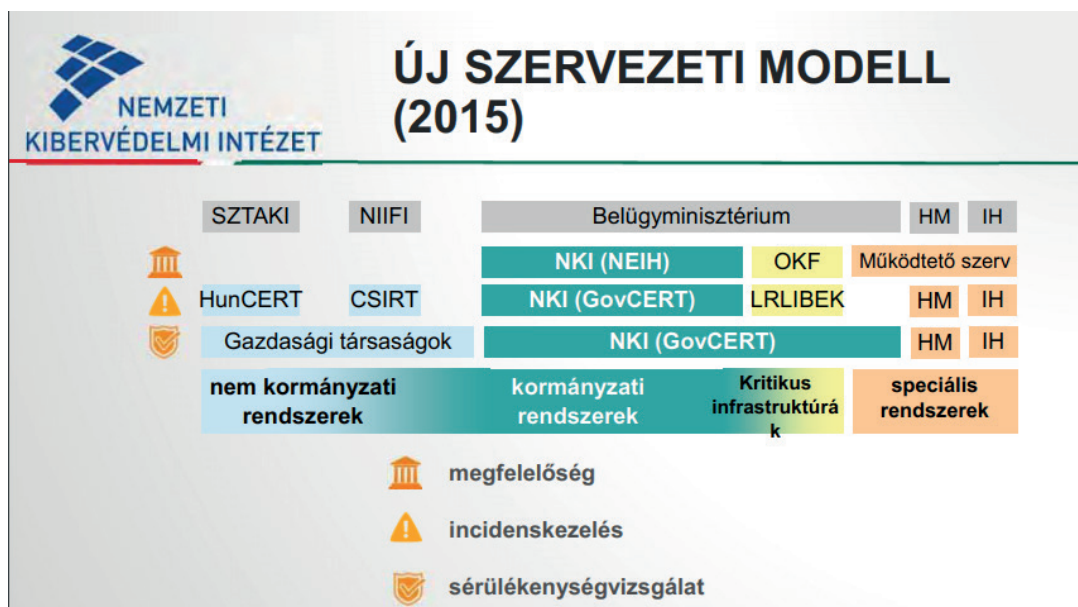 NEMZETI
KIBERVÉDELMI INTÉZET
ÚJ SZERVEZETI MODELL
(2015)
SZTAKI NIIFI Belügyminisztérium HM IH
NKI (NEIH) OKF Működtető szerv
HunCERT CSIRT NKI (GovCERT) LRLIBEK HM IH
Gazdasági társaságok NKI (GovCERT) HM IH
nem kormányzati
rendszerek
kormányzati
rendszerek
Kritikus
infrastruktúrá
k
speciális
rendszerek
megfelelőség
incidenskezelés
sérülékenységvizsgálat